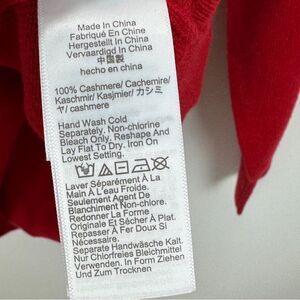 Made In China
Fabriqué En Chine
Hergestellt In China
Vervaardigd In China
中国製
hecho en china
100% Cashmere/ Cachemire/
Kaschmir/ Kasjmier/ カシミ
ヤ/ cashmere
Hand Wash Cold
Separately. Non-chlorine
Bleach Only, Reshape And
Lay Flat To Dry. Iron On
Lowest Setting.
Laver Séparément À La
Main À L'eau Froide.
Seulement Agent De
Blanchiment Non-chloré.
Redonner La Forme
Originale Et Sécher À Plat.
Repasser À Fer Doux Si
Nécessaire.
Separate Handwäsche Kalt.
Nur Chlorfreies Bleichmittel
Verwenden. In Form Ziehen
Und Zum Trocknen